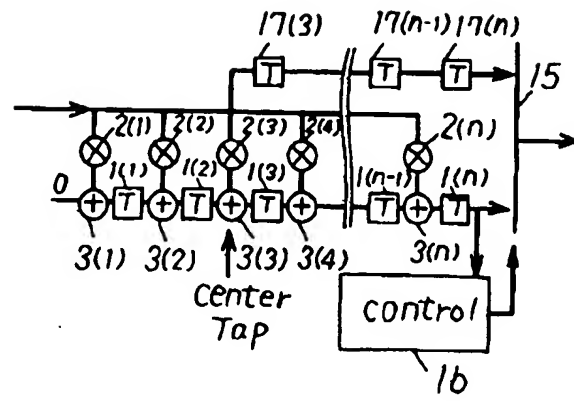 17(3) 17(n-1) 17(n)
T T T
15
2(1) 2(2) 2(3) 2(4) 2(n)
1(1) 1(2) 1(3) 1(n-1) 1(n)
0 + T + T + T + T + T
3(1) 3(2) 3(3) 3(4) 3(n)
center
Tap
control
16